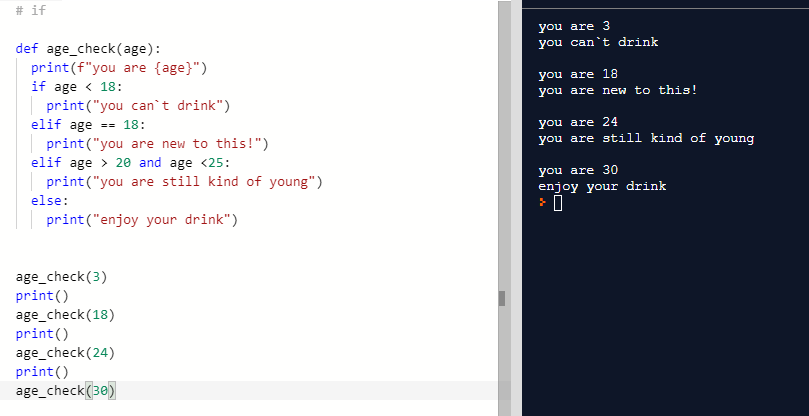 # if
def age_check(age):
print(f"you are {age}")
if age < 18:
print("you can`t drink")
elif age == 18:
print("you are new to this!")
elif age > 20 and age <25:
print("you are still kind of young")
else:
print("enjoy your drink")
age_check(3)
print()
age_check(18)
print()
age_check(24)
print()
age_check(30)
you are 3
you can`t drink
you are 18
you are new to this!
you are 24
you are still kind of young
you are 30
enjoy your drink
>